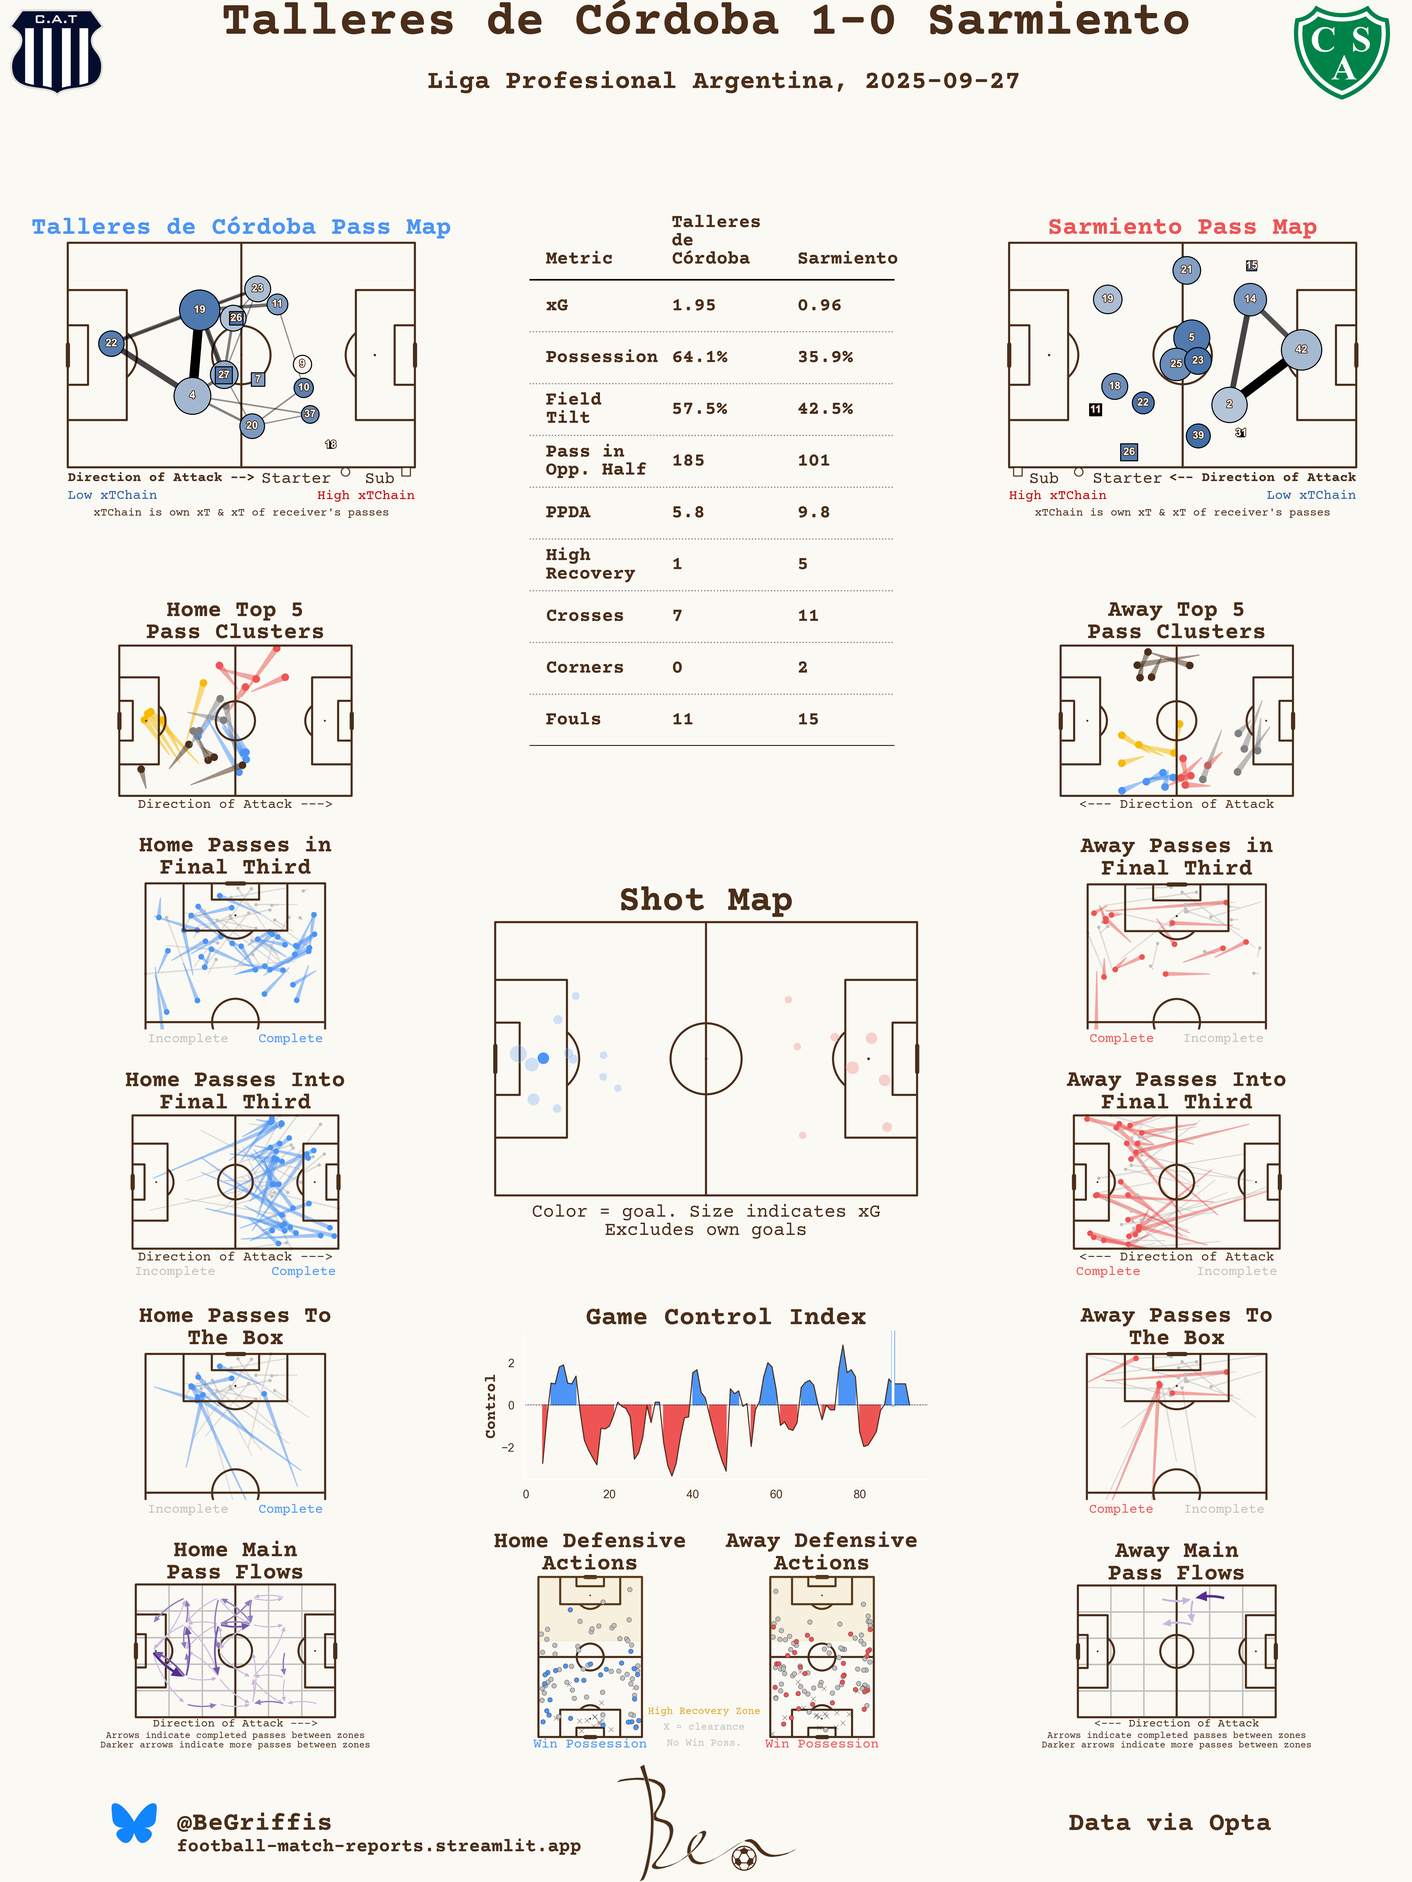 Talleres de Córdoba 1-0 Sarmiento
C.A.T
C S
A
Liga Profesional Argentina, 2025-09-27
Talleres de Córdoba Pass Map
23
11
19
26
22
9
27
7
10
4
37
20
18
Direction of Attack --> Starter Sub
Low xTChain High xTChain
xTChain is own xT & xT of receiver's passes
Metric Talleres de Córdoba Sarmiento
xG 1.95 0.96
Possession 64.1% 35.9%
Field Tilt 57.5% 42.5%
Pass in Opp. Half 185 101
PPDA 5.8 9.8
High Recovery 1 5
Crosses 7 11
Corners 0 2
Fouls 11 15
Sarmiento Pass Map
15
21
19
14
5
42
25
23
18
22
2
11
31
39
26
Sub Starter <-- Direction of Attack
High xTChain Low xTChain
xTChain is own xT & xT of receiver's passes
Home Top 5
Pass Clusters
Direction of Attack --->
Away Top 5
Pass Clusters
<--- Direction of Attack
Home Passes in
Final Third
Incomplete Complete
Away Passes in
Final Third
Complete Incomplete
Shot Map
Color = goal. Size indicates xG
Excludes own goals
Home Passes Into
Final Third
Direction of Attack --->
Incomplete Complete
Away Passes Into
Final Third
<--- Direction of Attack
Complete Incomplete
Home Passes To
The Box
Incomplete Complete
Game Control Index
Control
2
0
−2
0 20 40 60 80
Away Passes To
The Box
Complete Incomplete
Home Main
Pass Flows
Direction of Attack --->
Arrows indicate completed passes between zones
Darker arrows indicate more passes between zones
Home Defensive
Actions
Win Possession
High Recovery Zone
X = clearance
No Win Poss.
Away Defensive
Actions
Win Possession
Away Main
Pass Flows
<--- Direction of Attack
Arrows indicate completed passes between zones
Darker arrows indicate more passes between zones
@BeGriffis
football-match-reports.streamlit.app
Ben
Data via Opta